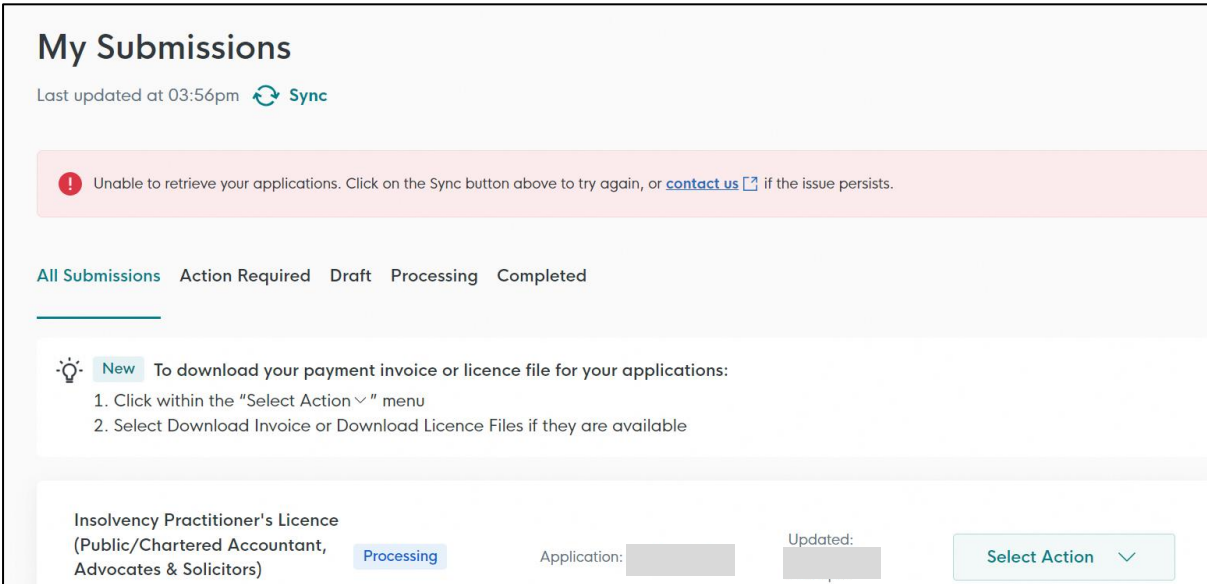 My Submissions
Last updated at 03:56pm Sync
Unable to retrieve your applications. Click on the Sync button above to try again, or contact us if the issue persists.
All Submissions Action Required Draft Processing Completed
New To download your payment invoice or licence file for your applications:
1. Click within the “Select Action ” menu
2. Select Download Invoice or Download Licence Files if they are available
Insolvency Practitioner's Licence
(Public/Chartered Accountant,
Advocates & Solicitors)
Processing
Application:
Updated:
Select Action